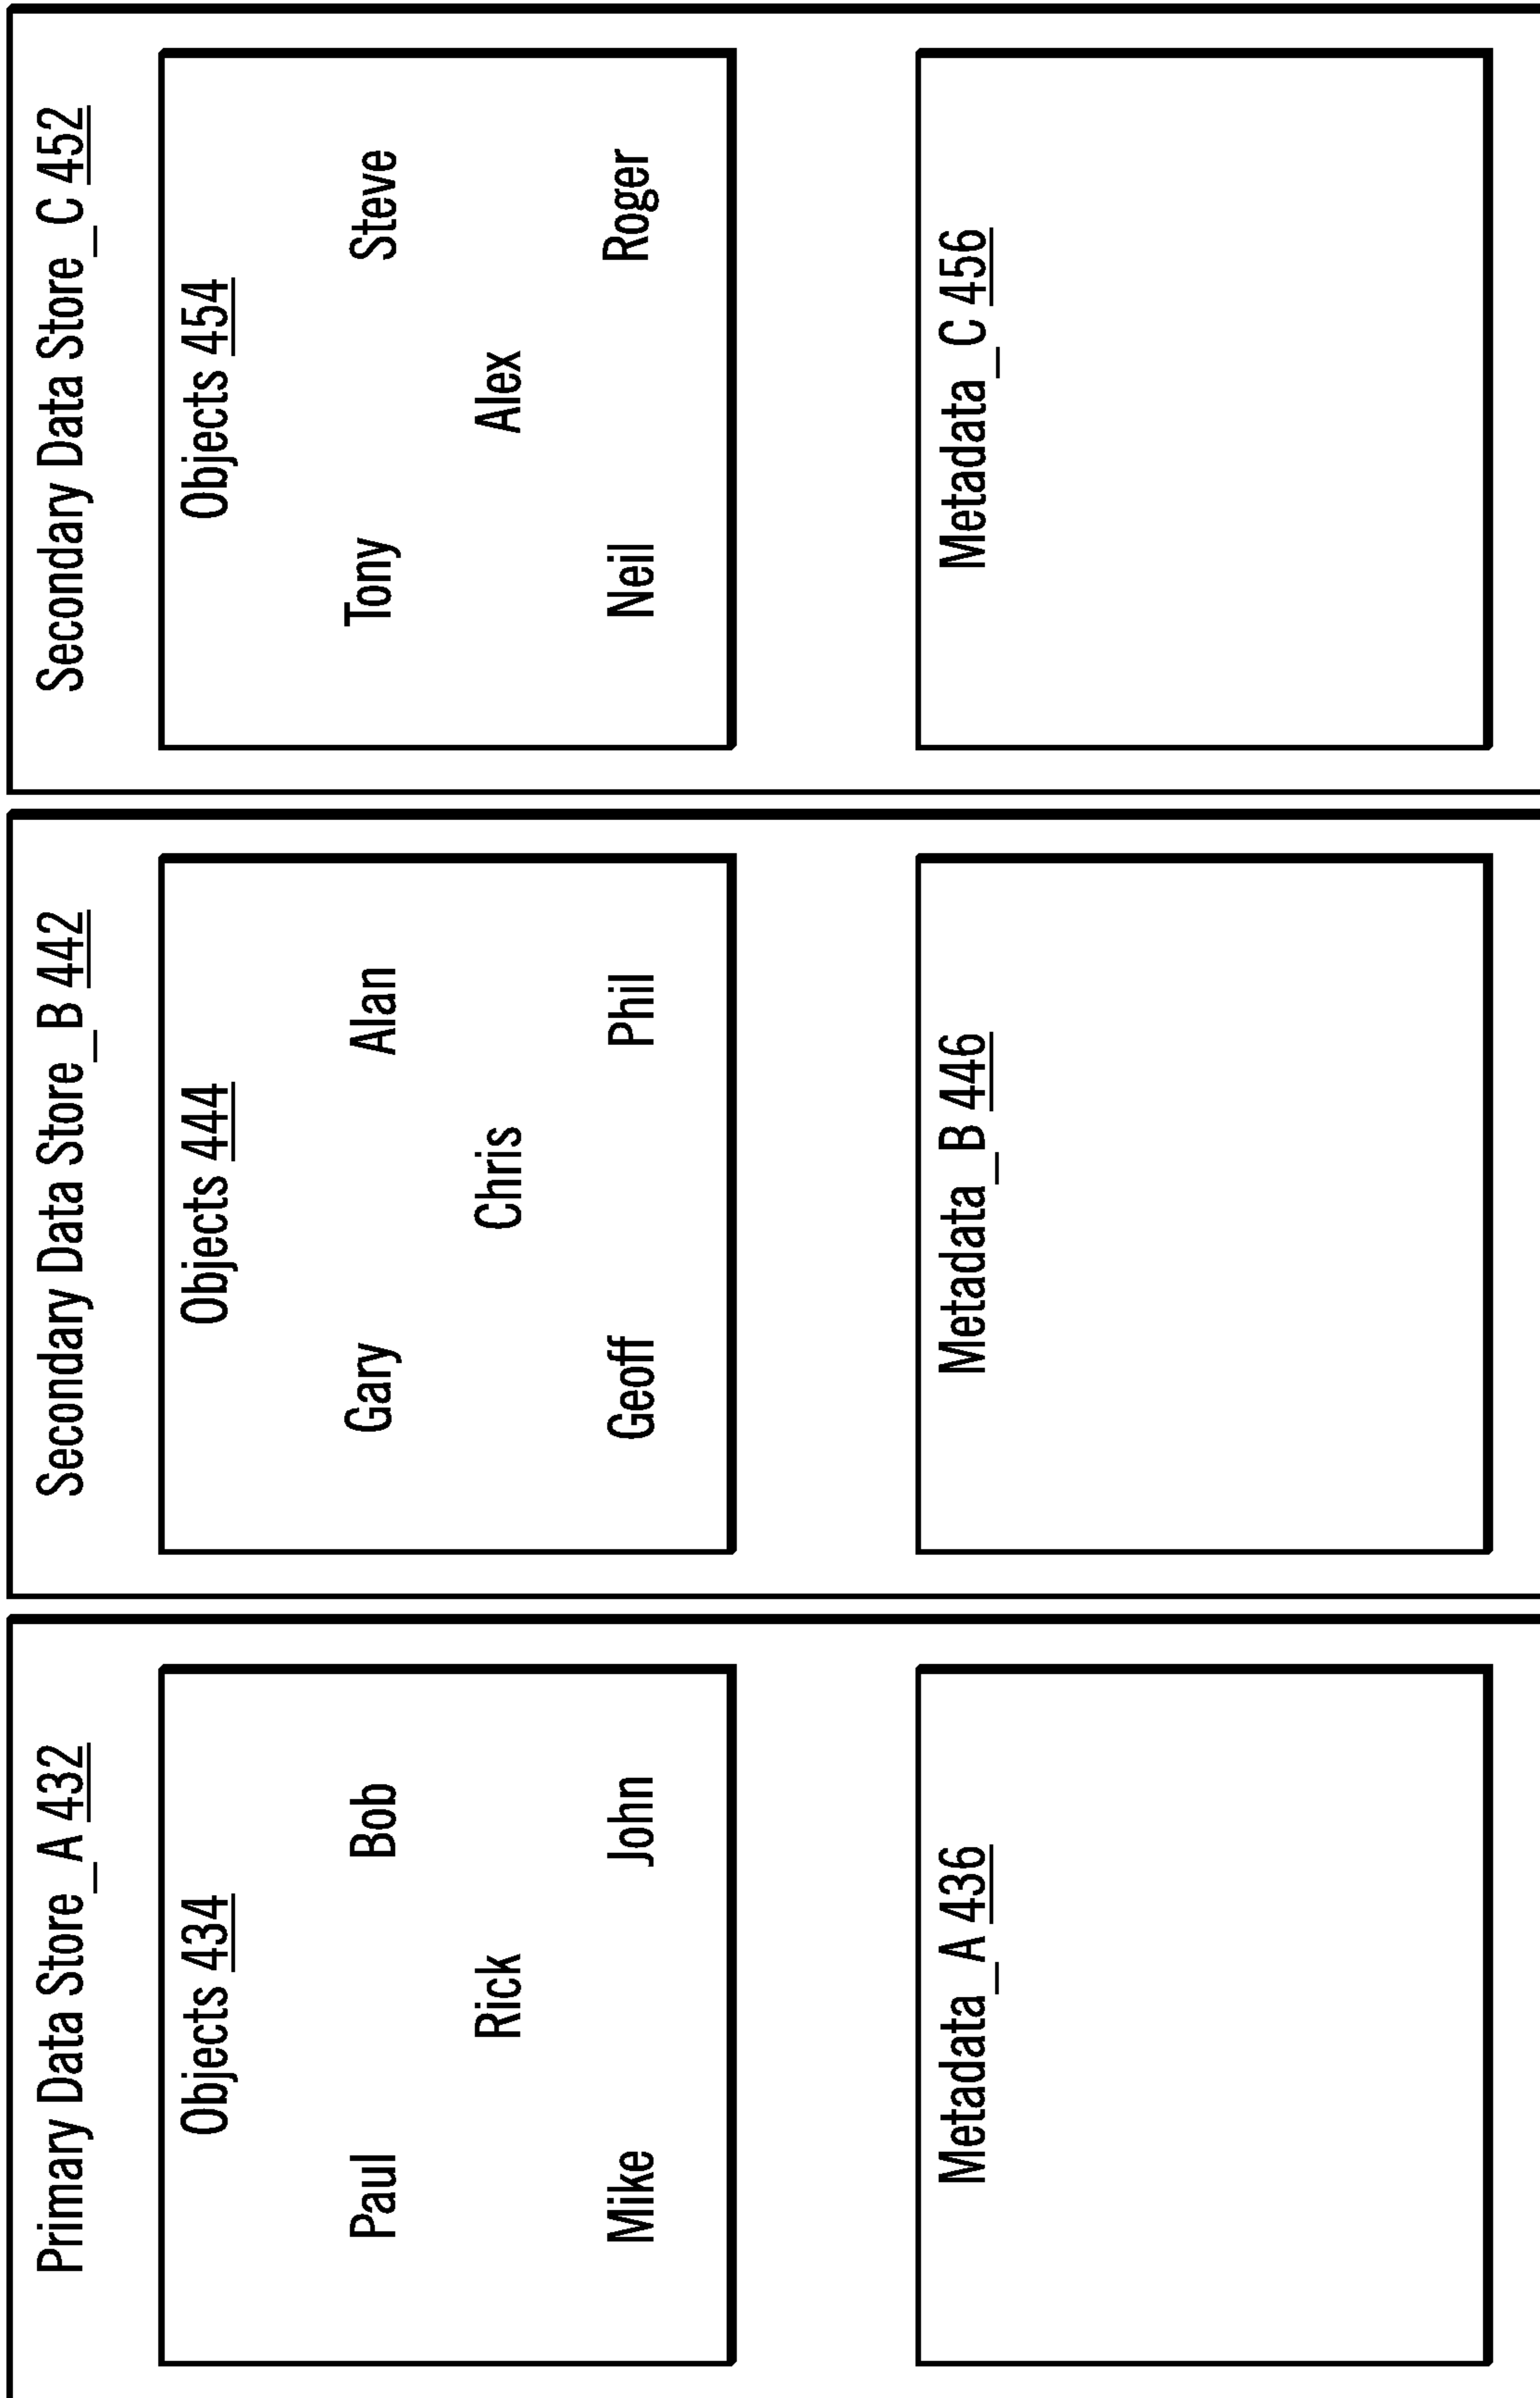 Primary Data Store_A 432
Objects 434
Paul Bob
Rick
Mike John
Metadata_A 436
Secondary Data Store_B 442
Objects 444
Gary Alan
Chris
Geoff Phil
Metadata_B 446
Secondary Data Store_C 452
Objects 454
Tony Steve
Alex
Neil Roger
Metadata_C 456